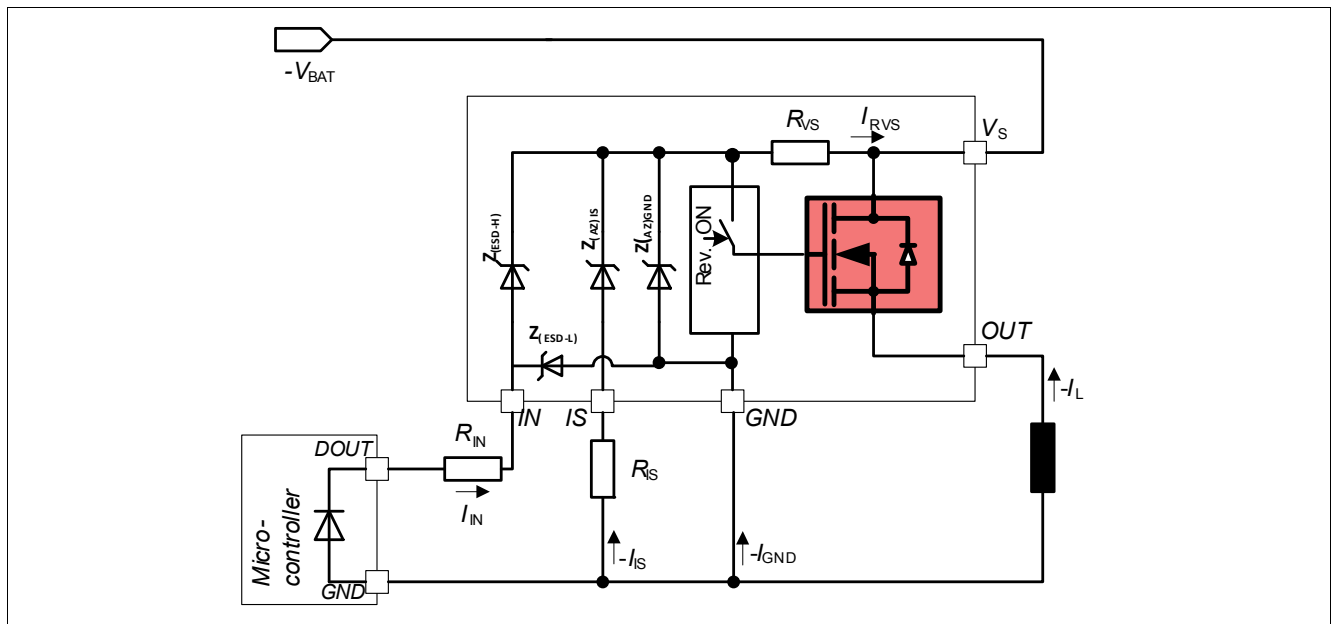 -VBAT
RVS
IRVS
VS
Z(ESD-H)
Z(AZ)IS
Z(AZ)GND
Rev. ON
Z(ESD-L)
OUT
IN
IS
GND
-IL
DOUT
RIN
RIS
IIN
Micro-
controller
-IIS
-IGND
GND